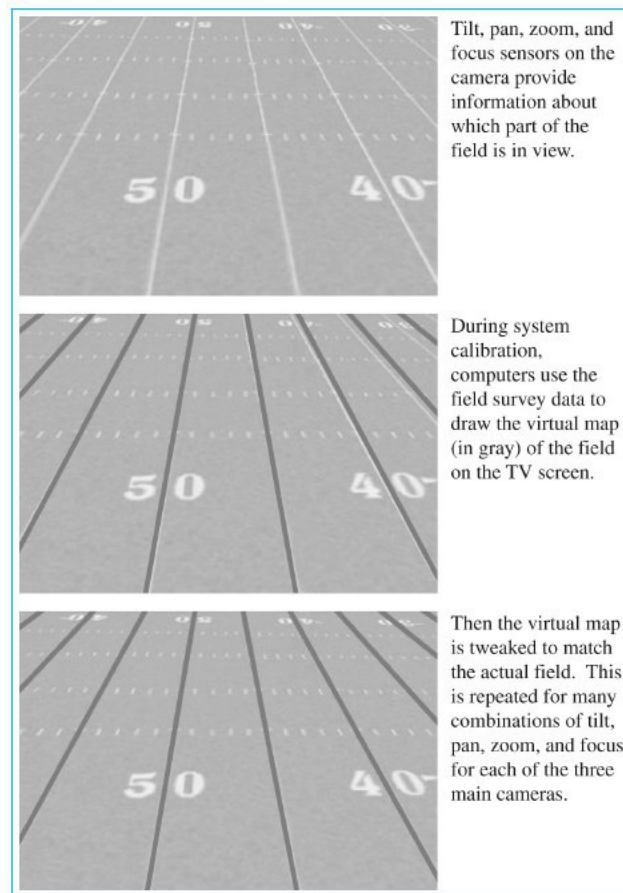 50
50
40-
Tilt, pan, zoom, and
focus sensors on the
camera provide
information about
which part of the
field is in view.
50
50
40-
During system
calibration,
computers use the
field survey data to
draw the virtual map
(in gray) of the field
on the TV screen.
50
50
40-
Then the virtual map
is tweaked to match
the actual field. This
is repeated for many
combinations of tilt,
pan, zoom, and focus
for each of the three
main cameras.